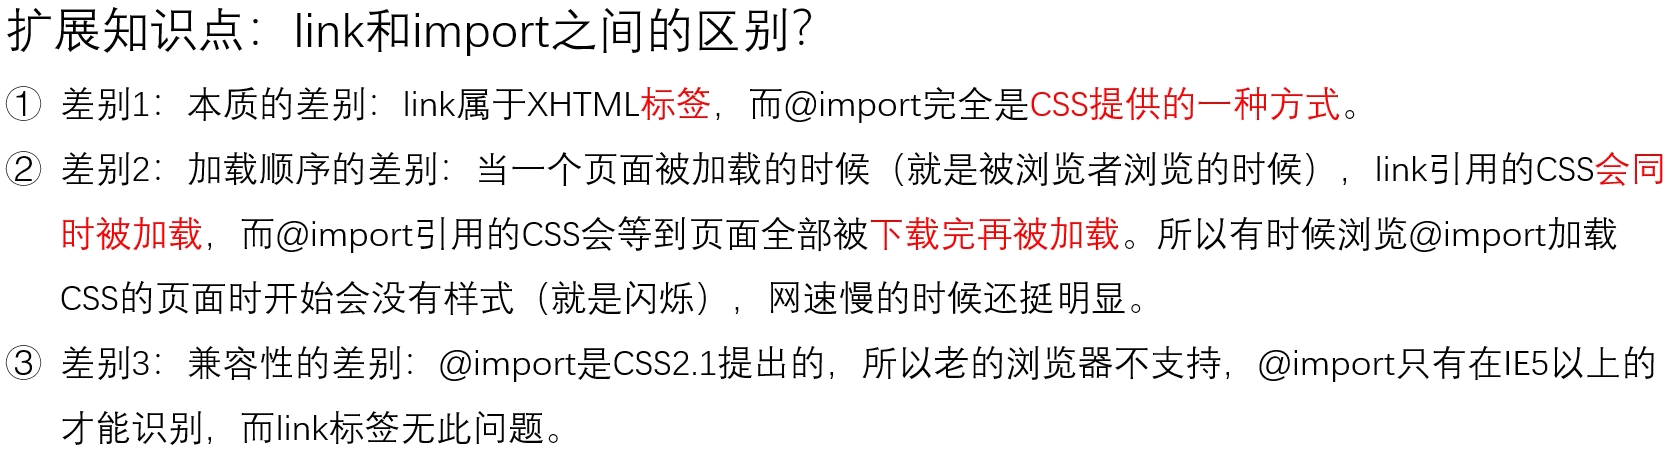 扩展知识点：link和import之间的区别？
① 差别1：本质的差别：link属于XHTML标签，而@import完全是CSS提供的一种方式。
② 差别2：加载顺序的差别：当一个页面被加载的时候（就是被浏览者浏览的时候），link引用的CSS会同
时被加载，而@import引用的CSS会等到页面全部被下载完再被加载。所以有时候浏览@import加载
CSS的页面时开始会没有样式（就是闪烁），网速慢的时候还挺明显。
③ 差别3：兼容性的差别：@import是CSS2.1提出的，所以老的浏览器不支持，@import只有在IE5以上的
才能识别，而link标签无此问题。